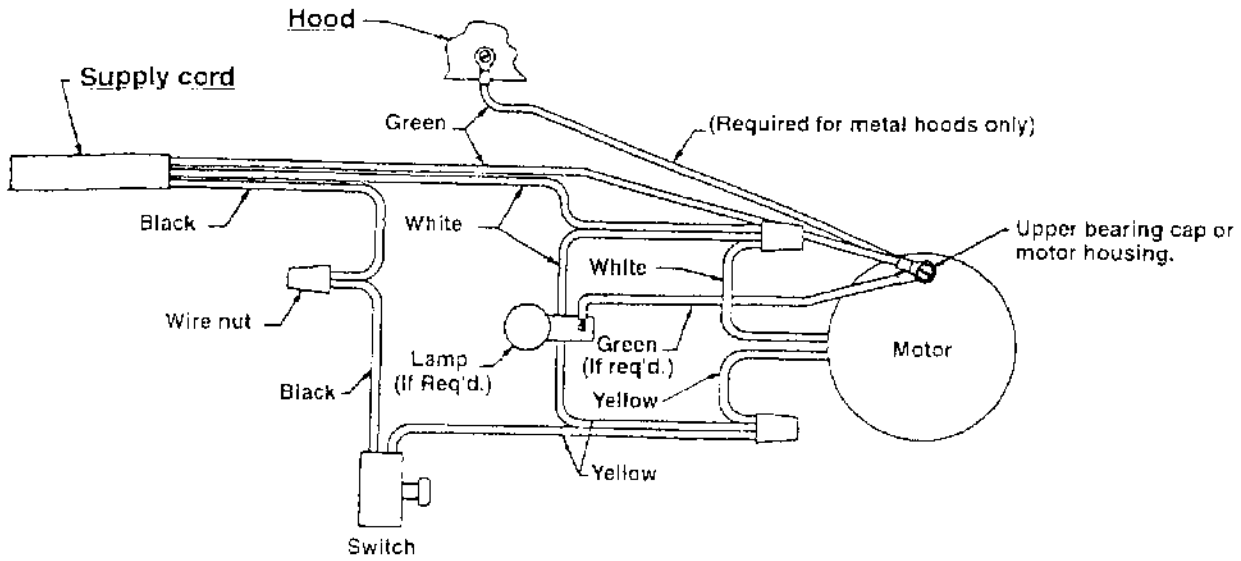 Hood
Supply cord
Green
(Required for metal hoods only)
Black
White
Upper bearing cap or
motor housing.
White
Wire nut
Green
(If req'd.)
Motor
Lamp
(If Req'd.)
Black
Yellow
Yellow
Switch